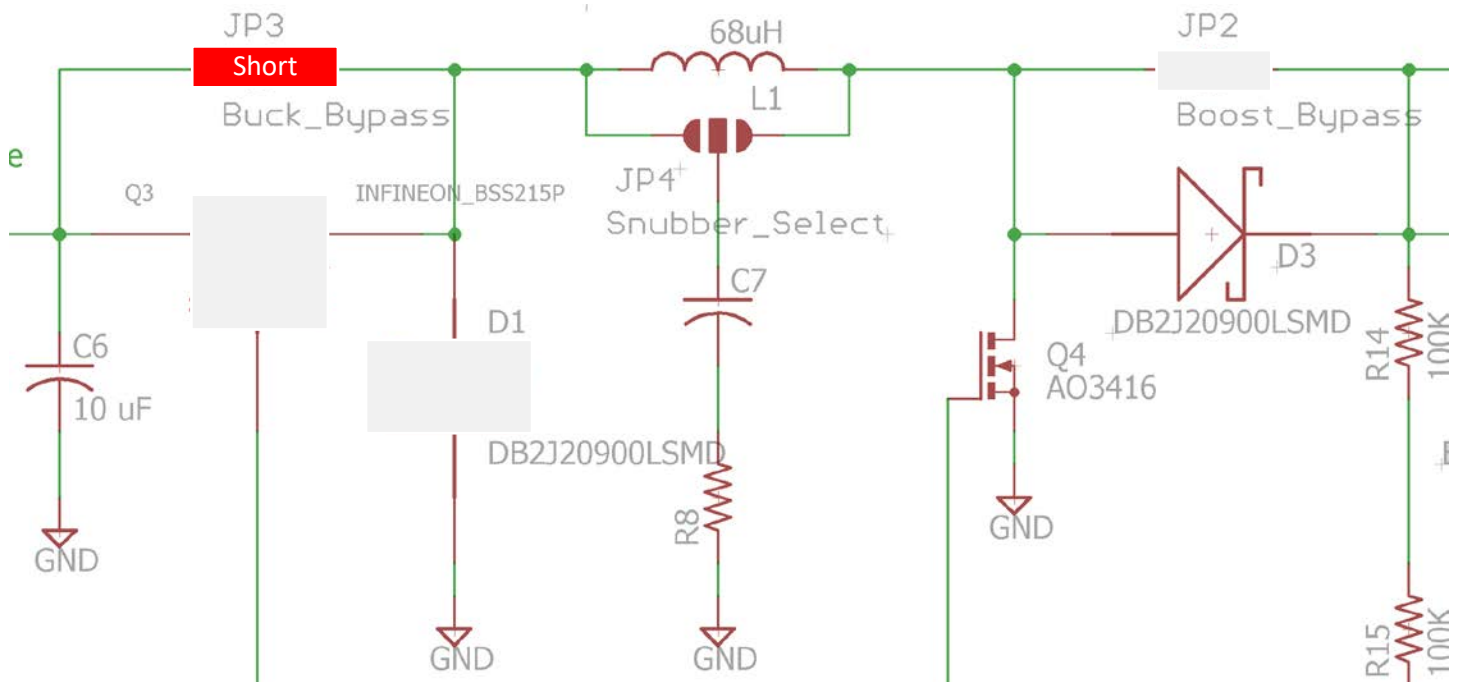 JP3
68uH
JP2
Short
L1
Buck_Bypass
Boost_Bypass
e
Q3
INFINEON_BSS215P
JP4
Snubber_Select
D3
C7
D1
DB2J20900LSMD
R14
100K
C6
Q4
AO3416
10 uF
DB2J20900LSMD
R8
GND
GND
R15
100K
GND
GND